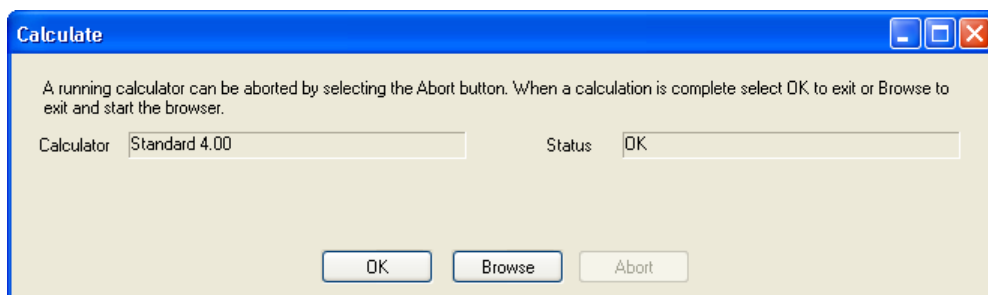 Calculate
A running calculator can be aborted by selecting the Abort button. When a calculation is complete select OK to exit or Browse to
exit and start the browser.
Calculator Standard 4.00 Status OK
OK Browse Abort